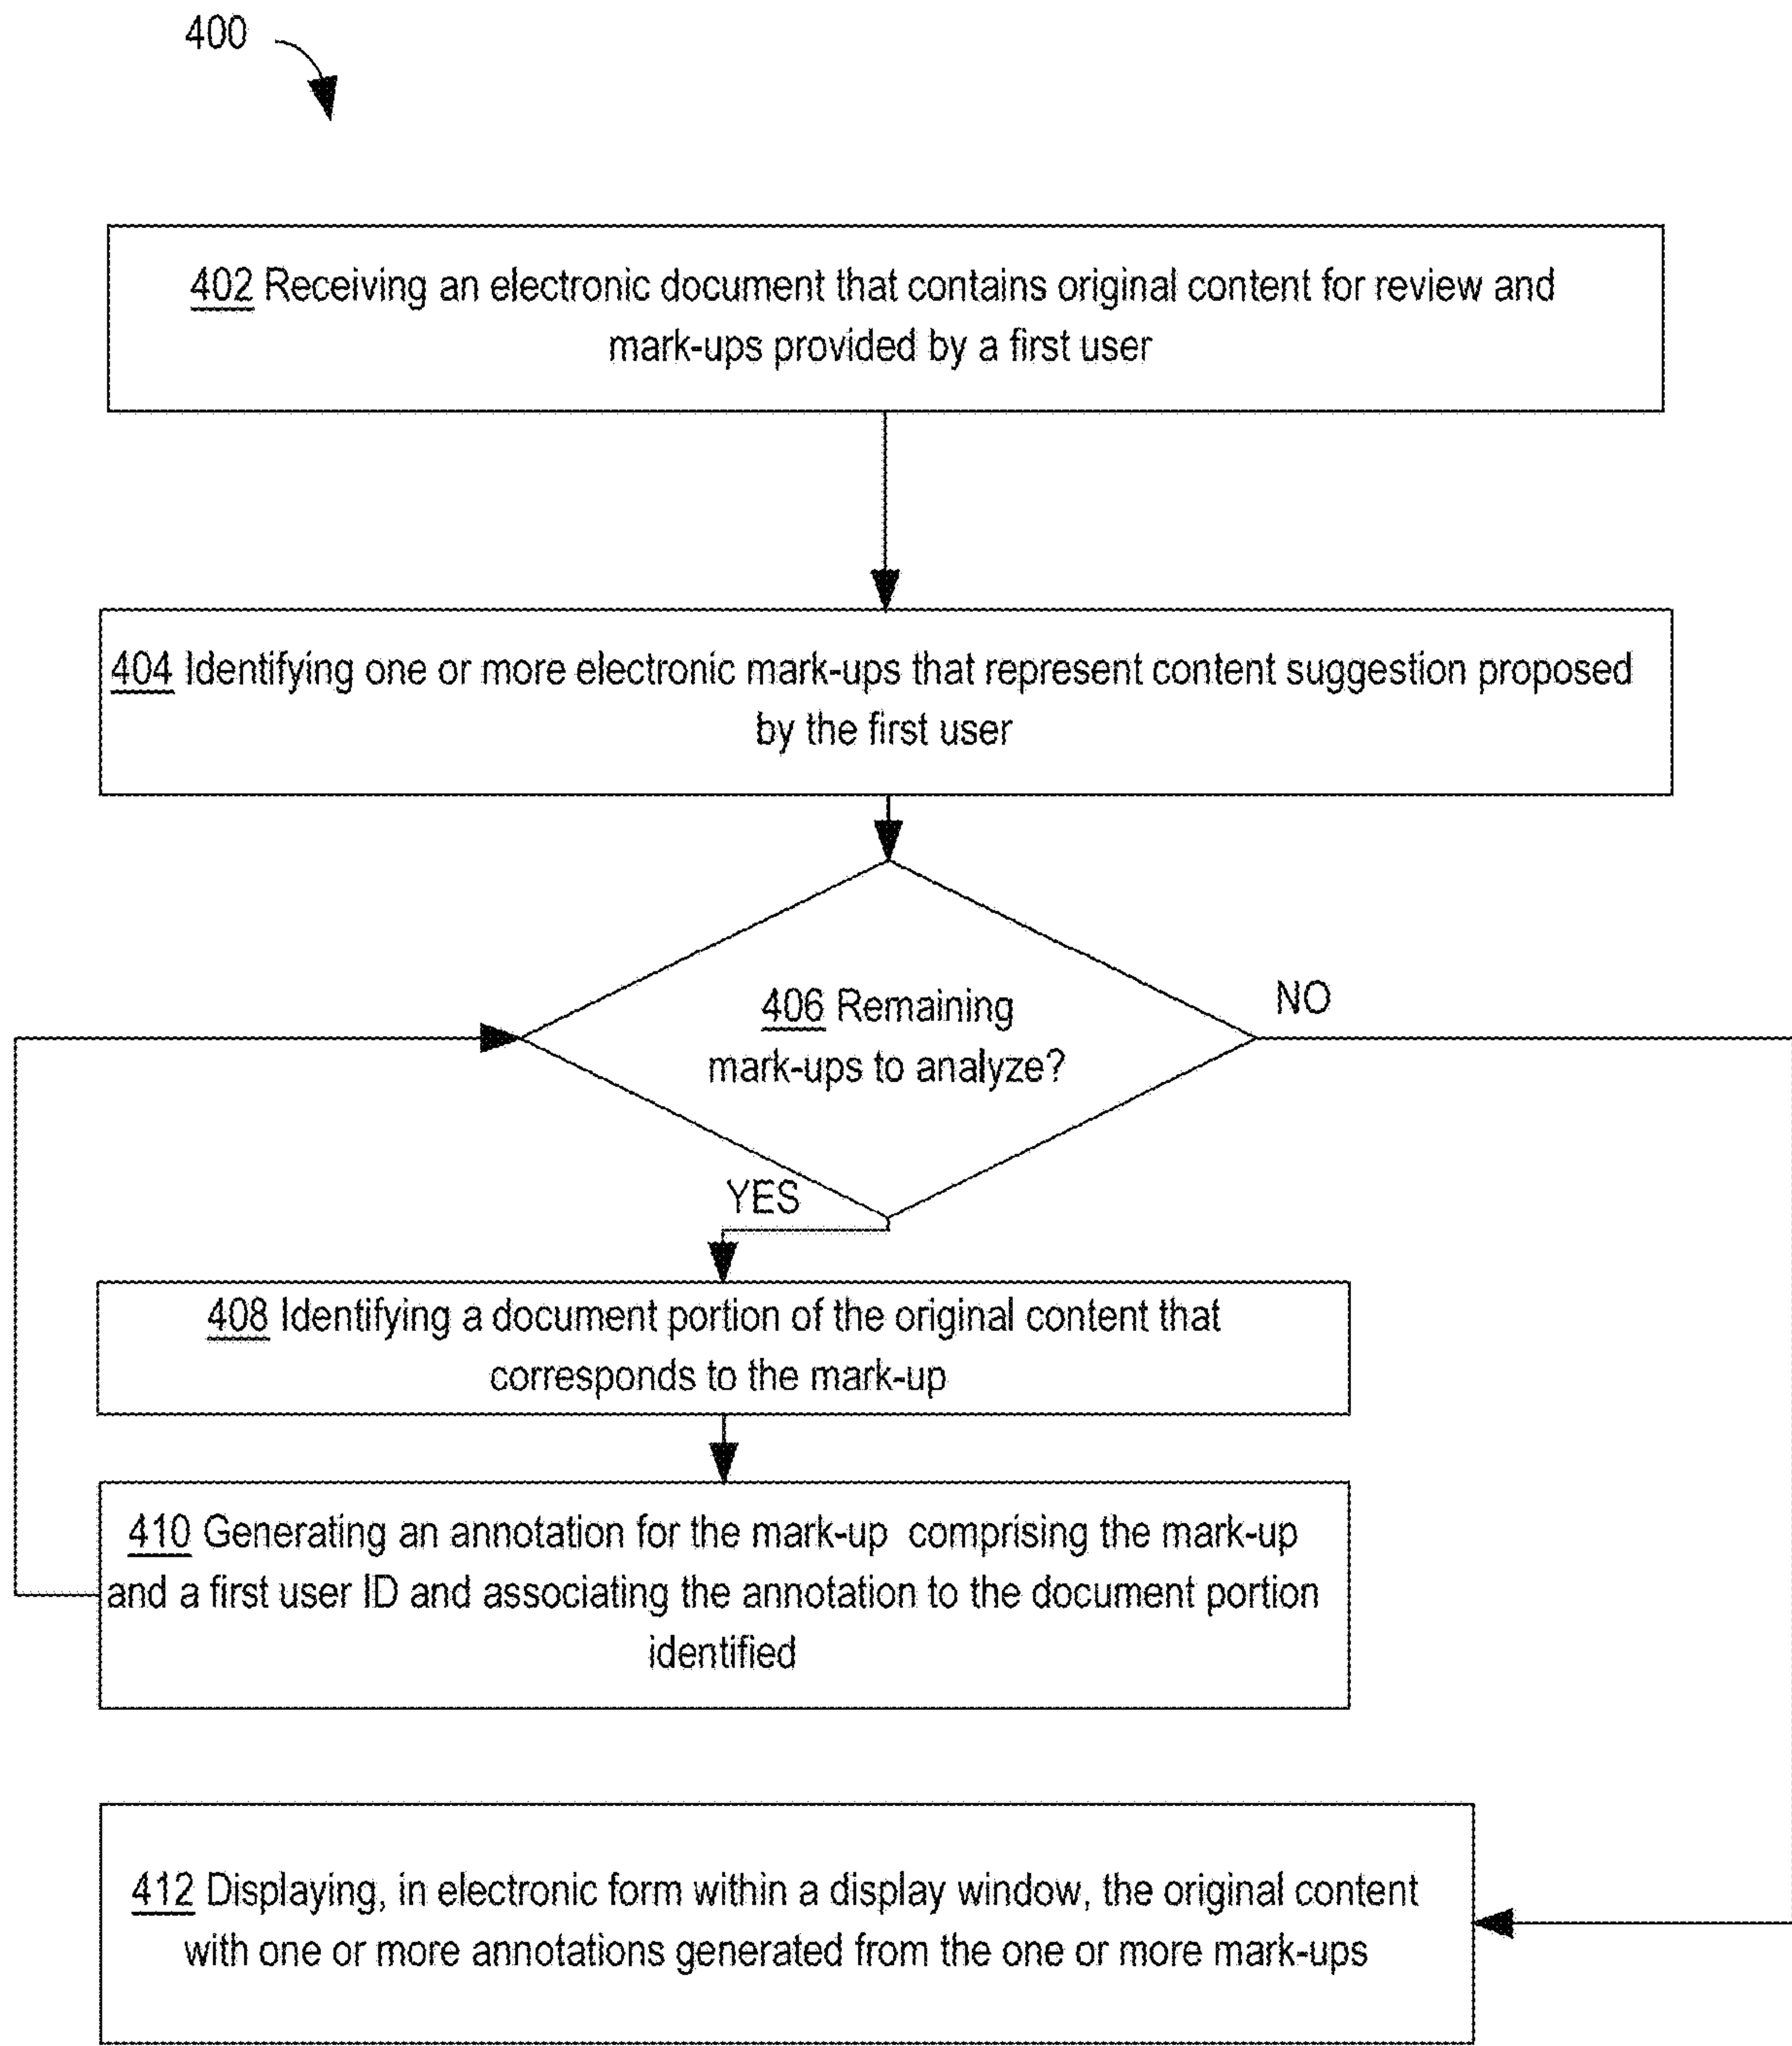 400
402 Receiving an electronic document that contains original content for review and
mark-ups provided by a first user
404 Identifying one or more electronic mark-ups that represent content suggestion proposed
by the first user
406 Remaining
mark-ups to analyze?
NO
YES
408 Identifying a document portion of the original content that
corresponds to the mark-up
410 Generating an annotation for the mark-up comprising the mark-up
and a first user ID and associating the annotation to the document portion
identified
412 Displaying, in electronic form within a display window, the original content
with one or more annotations generated from the one or more mark-ups